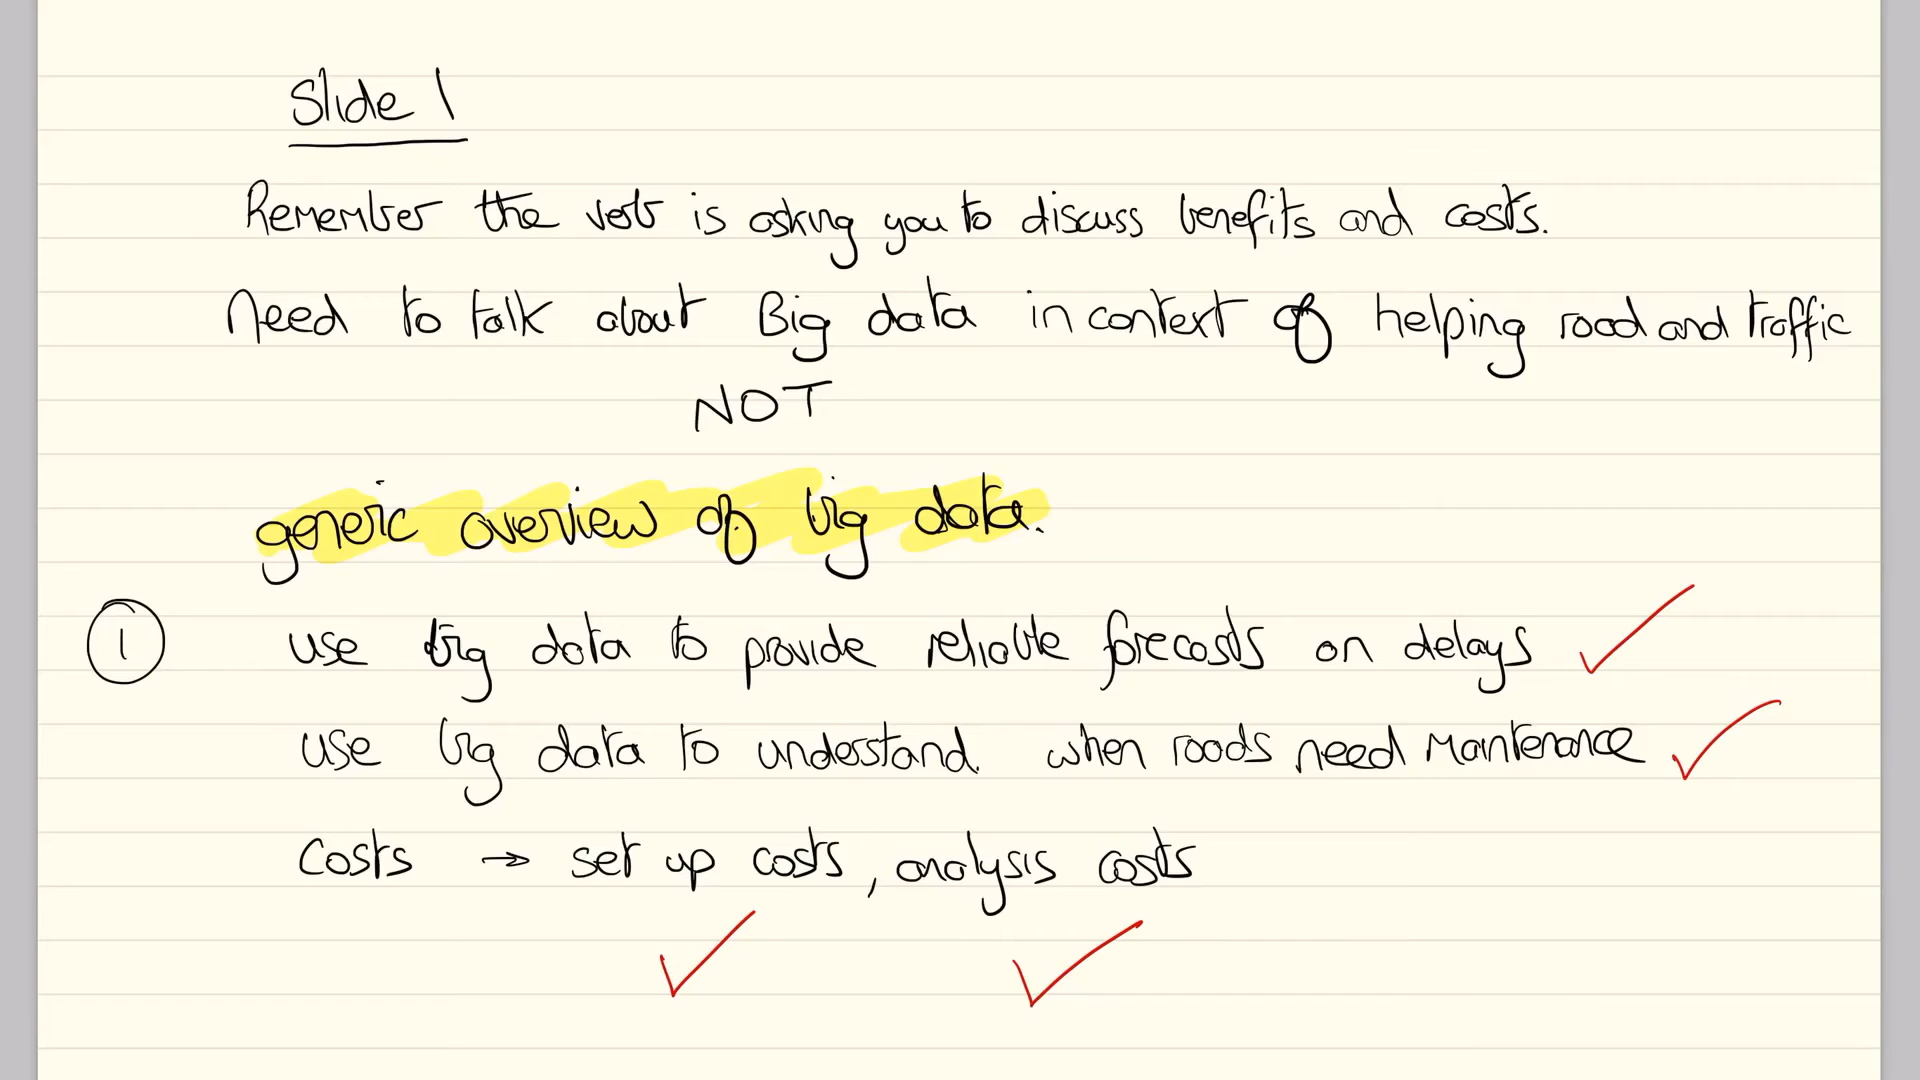 Slide 1
Remember the verb is asking you to discuss benefits and costs.
Need to talk about Big data in context of helping road and traffic
NOT
generic overview of big data.
1 use big data to provide reliable forecasts on delays
use big data to understand when roads need maintenance
Costs → set up costs, analysis costs